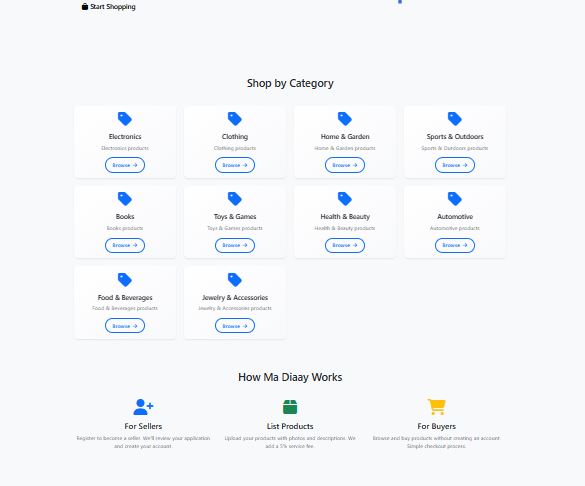 Start Shopping
Shop by Category
Electronics
Electronics products
Browse →
Clothing
Clothing products
Browse →
Home & Garden
Home & Garden products
Browse →
Sports & Outdoors
Sports & Outdoors products
Browse →
Books
Books products
Browse →
Toys & Games
Toys & Games products
Browse →
Health & Beauty
Health & Beauty products
Browse →
Automotive
Automotive products
Browse →
Food & Beverages
Food & Beverages products
Browse →
Jewelry & Accessories
Jewelry & Accessories products
Browse →
How Ma Diaay Works
For Sellers
Register to become a seller. We'll review your application
and create your account.
List Products
Upload your products with photos and descriptions. We
add a 5% service fee.
For Buyers
Browse and buy products without creating an account.
Simple checkout process.